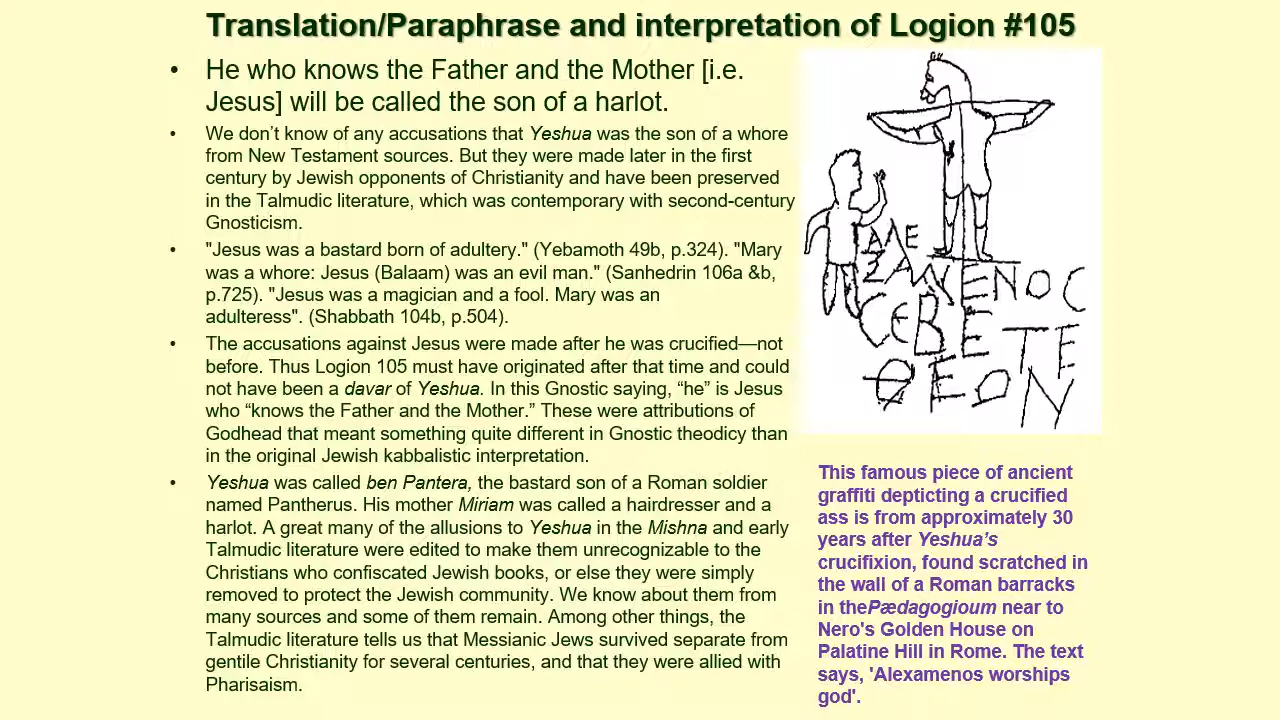 Translation/Paraphrase and interpretation of Logion #105
• He who knows the Father and the Mother [i.e.
Jesus] will be called the son of a harlot.
• We don’t know of any accusations that Yeshua was the son of a whore
from New Testament sources. But they were made later in the first
century by Jewish opponents of Christianity and have been preserved
in the Talmudic literature, which was contemporary with second-century
Gnosticism.
• "Jesus was a bastard born of adultery." (Yebamoth 49b, p.324). "Mary
was a whore: Jesus (Balaam) was an evil man." (Sanhedrin 106a &b,
p.725). "Jesus was a magician and a fool. Mary was an
adulteress". (Shabbath 104b, p.504).
• The accusations against Jesus were made after he was crucified—not
before. Thus Logion 105 must have originated after that time and could
not have been a davar of Yeshua. In this Gnostic saying, “he” is Jesus
who “knows the Father and the Mother.” These were attributions of
Godhead that meant something quite different in Gnostic theodicy than
in the original Jewish kabbalistic interpretation.
• Yeshua was called ben Pantera, the bastard son of a Roman soldier
named Pantherus. His mother Miriam was called a hairdresser and a
harlot. A great many of the allusions to Yeshua in the Mishna and early
Talmudic literature were edited to make them unrecognizable to the
Christians who confiscated Jewish books, or else they were simply
removed to protect the Jewish community. We know about them from
many sources and some of them remain. Among other things, the
Talmudic literature tells us that Messianic Jews survived separate from
gentile Christianity for several centuries, and that they were allied with
Pharisaism.
ΑΛΕ
ΞΑΜΕΝΟC
CΕΒΕΤΕ
ΘΕΟΝ
This famous piece of ancient
graffiti depticting a crucified
ass is from approximately 30
years after Yeshua’s
crucifixion, found scratched in
the wall of a Roman barracks
in thePædagogioum near to
Nero's Golden House on
Palatine Hill in Rome. The text
says, 'Alexamenos worships
god'.